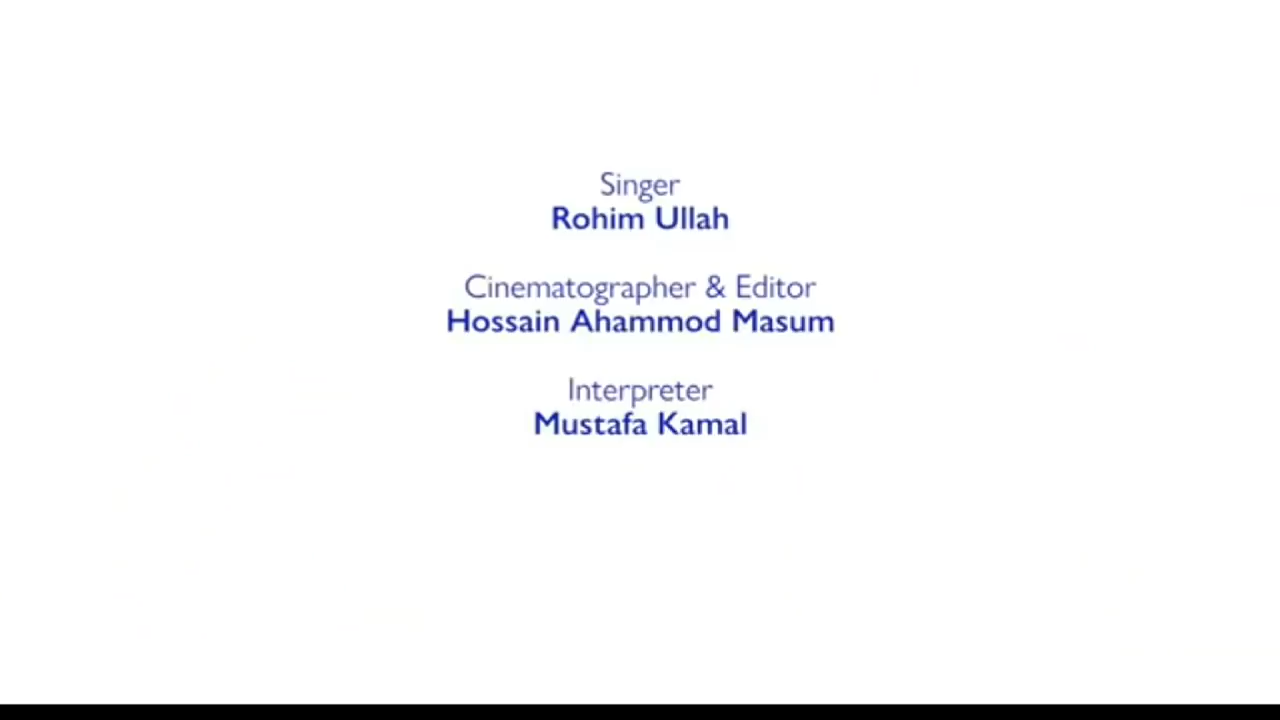 Singer
Rohim Ullah
Cinematographer & Editor
Hossain Ahammod Masum
Interpreter
Mustafa Kamal